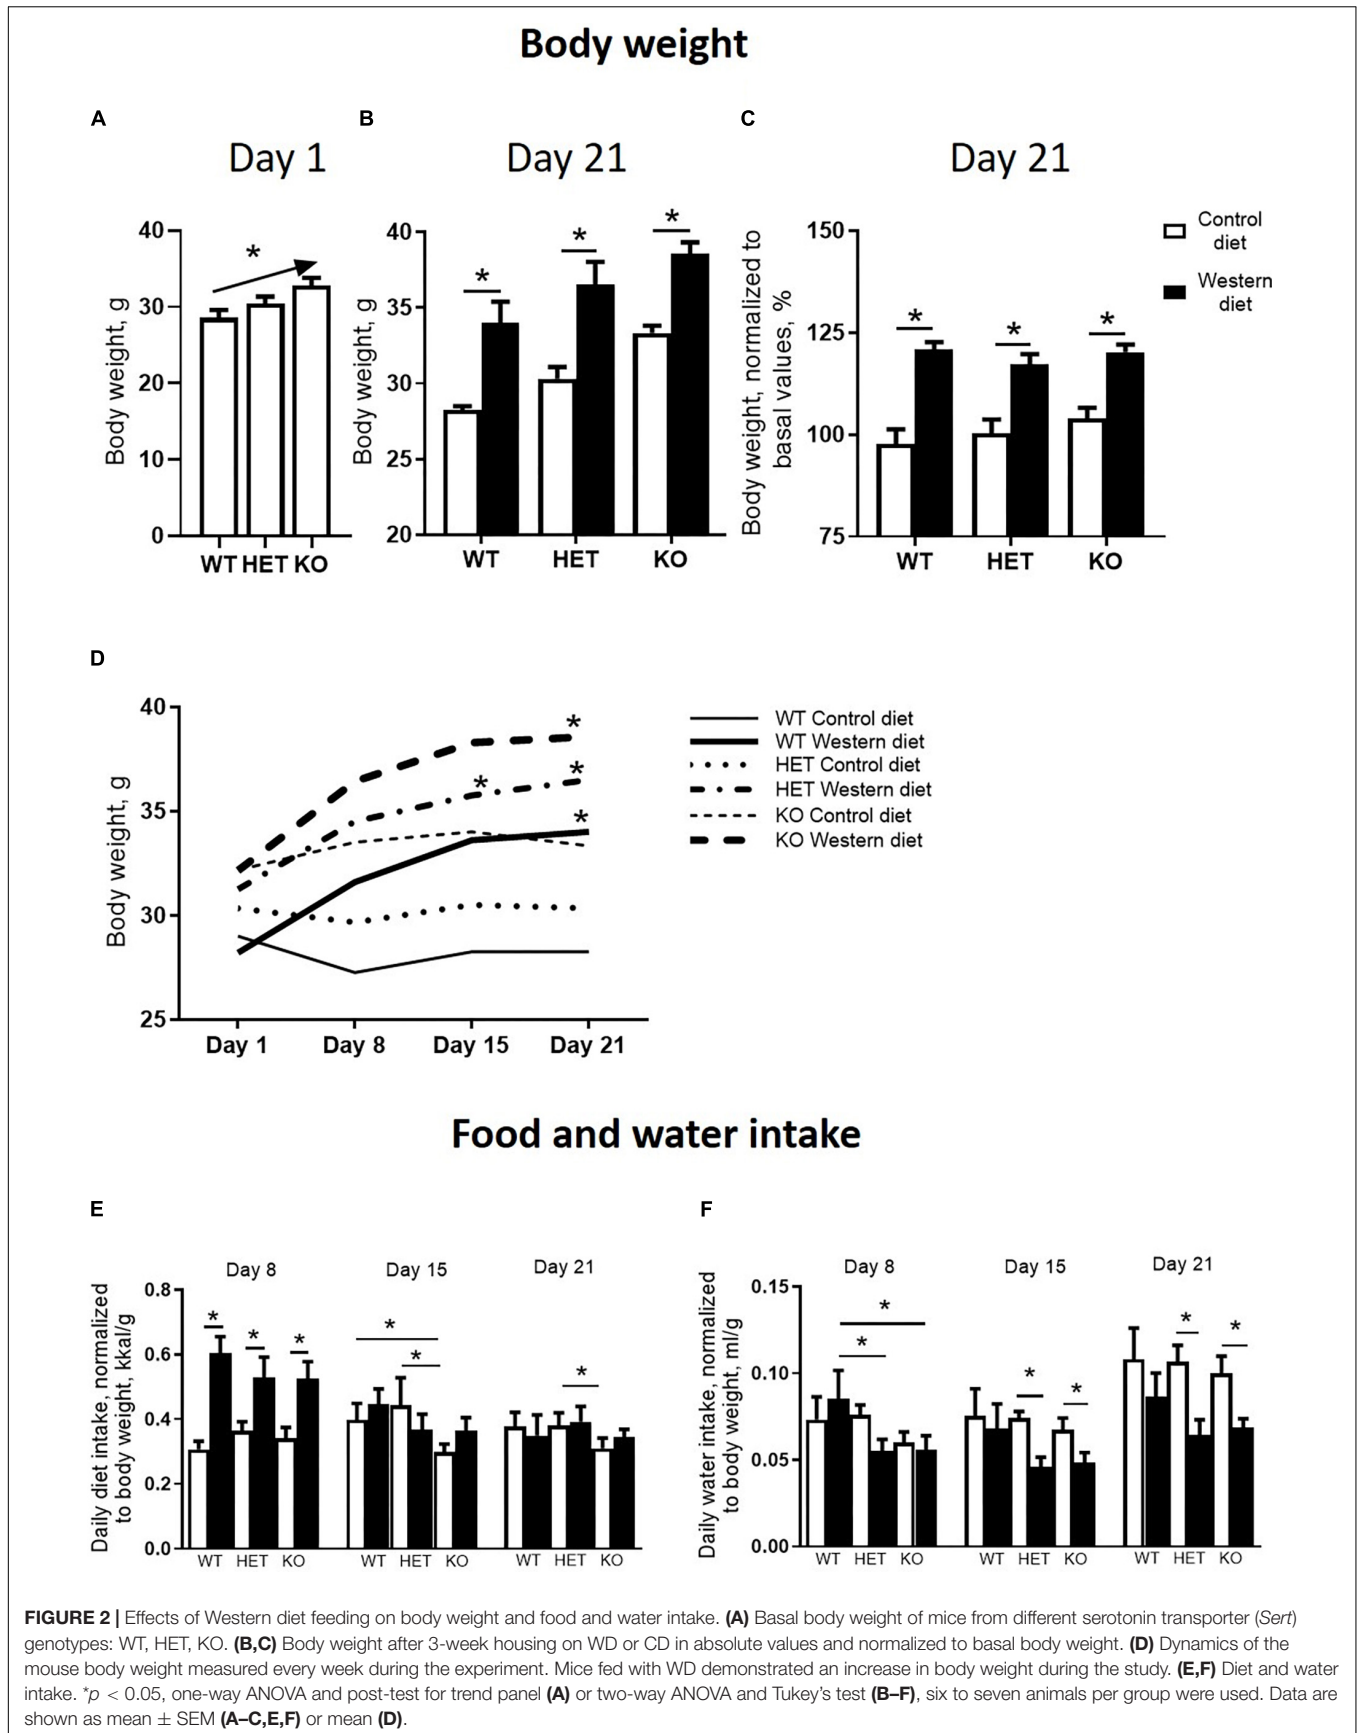 Body weight
A
B
C
Day 1
Day 21
Day 21
Body weight, g
40
30
20
10
0
*
WT HET KO
Body weight, g
40
35
30
25
20
*
*
*
WT HET KO
Body weight, normalized to
basal values, %
150
125
100
75
*
*
*
WT HET KO
Control
diet
Western
diet
D
Body weight, g
40
35
30
25
*
*
*
*
Day 1 Day 8 Day 15 Day 21
WT Control diet
WT Western diet
HET Control diet
HET Western diet
KO Control diet
KO Western diet
Food and water intake
E
F
Daily diet intake, normalized
to body weight, kkal/g
0.8
0.6
0.4
0.2
0.0
Day 8 Day 15 Day 21
*
*
*
*
*
*
WT HET KO WT HET KO WT HET KO
Daily water intake, normalized
to body weight, ml/g
0.15
0.10
0.05
0.00
Day 8 Day 15 Day 21
*
*
*
*
*
*
WT HET KO WT HET KO WT HET KO
FIGURE 2 | Effects of Western diet feeding on body weight and food and water intake. (A) Basal body weight of mice from different serotonin transporter (Sert)
genotypes: WT, HET, KO. (B,C) Body weight after 3-week housing on WD or CD in absolute values and normalized to basal body weight. (D) Dynamics of the
mouse body weight measured every week during the experiment. Mice fed with WD demonstrated an increase in body weight during the study. (E,F) Diet and water
intake. *p < 0.05, one-way ANOVA and post-test for trend panel (A) or two-way ANOVA and Tukey's test (B–F), six to seven animals per group were used. Data are
shown as mean ± SEM (A–C,E,F) or mean (D).